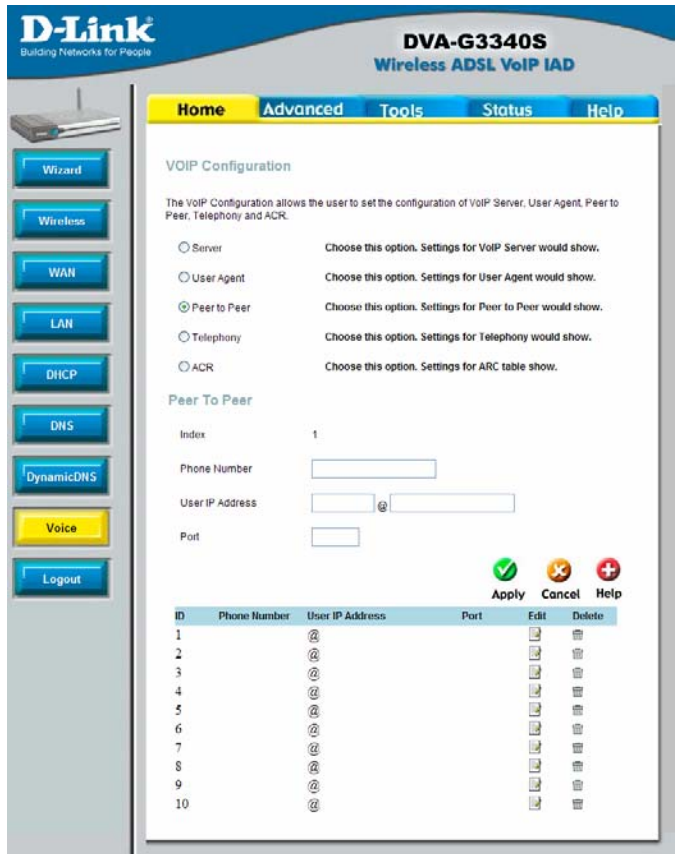 D-Link
Building Networks for People
DVA-G3340S
Wireless ADSL VoIP IAD
Home Advanced Tools Status Help
Wizard
Wireless
WAN
LAN
DHCP
DNS
DynamicDNS
Voice
Logout
VOIP Configuration
The VoIP Configuration allows the user to set the configuration of VoIP Server, User Agent, Peer to
Peer, Telephony and ACR.
Server Choose this option. Settings for VoIP Server would show.
User Agent Choose this option. Settings for User Agent would show.
Peer to Peer Choose this option. Settings for Peer to Peer would show.
Telephony Choose this option. Settings for Telephony would show.
ACR Choose this option. Settings for ARC table show.
Peer To Peer
Index 1
Phone Number
User IP Address @
Port
Apply Cancel Help
ID Phone Number User IP Address Port Edit Delete
1 @
2 @
3 @
4 @
5 @
6 @
7 @
8 @
9 @
10 @